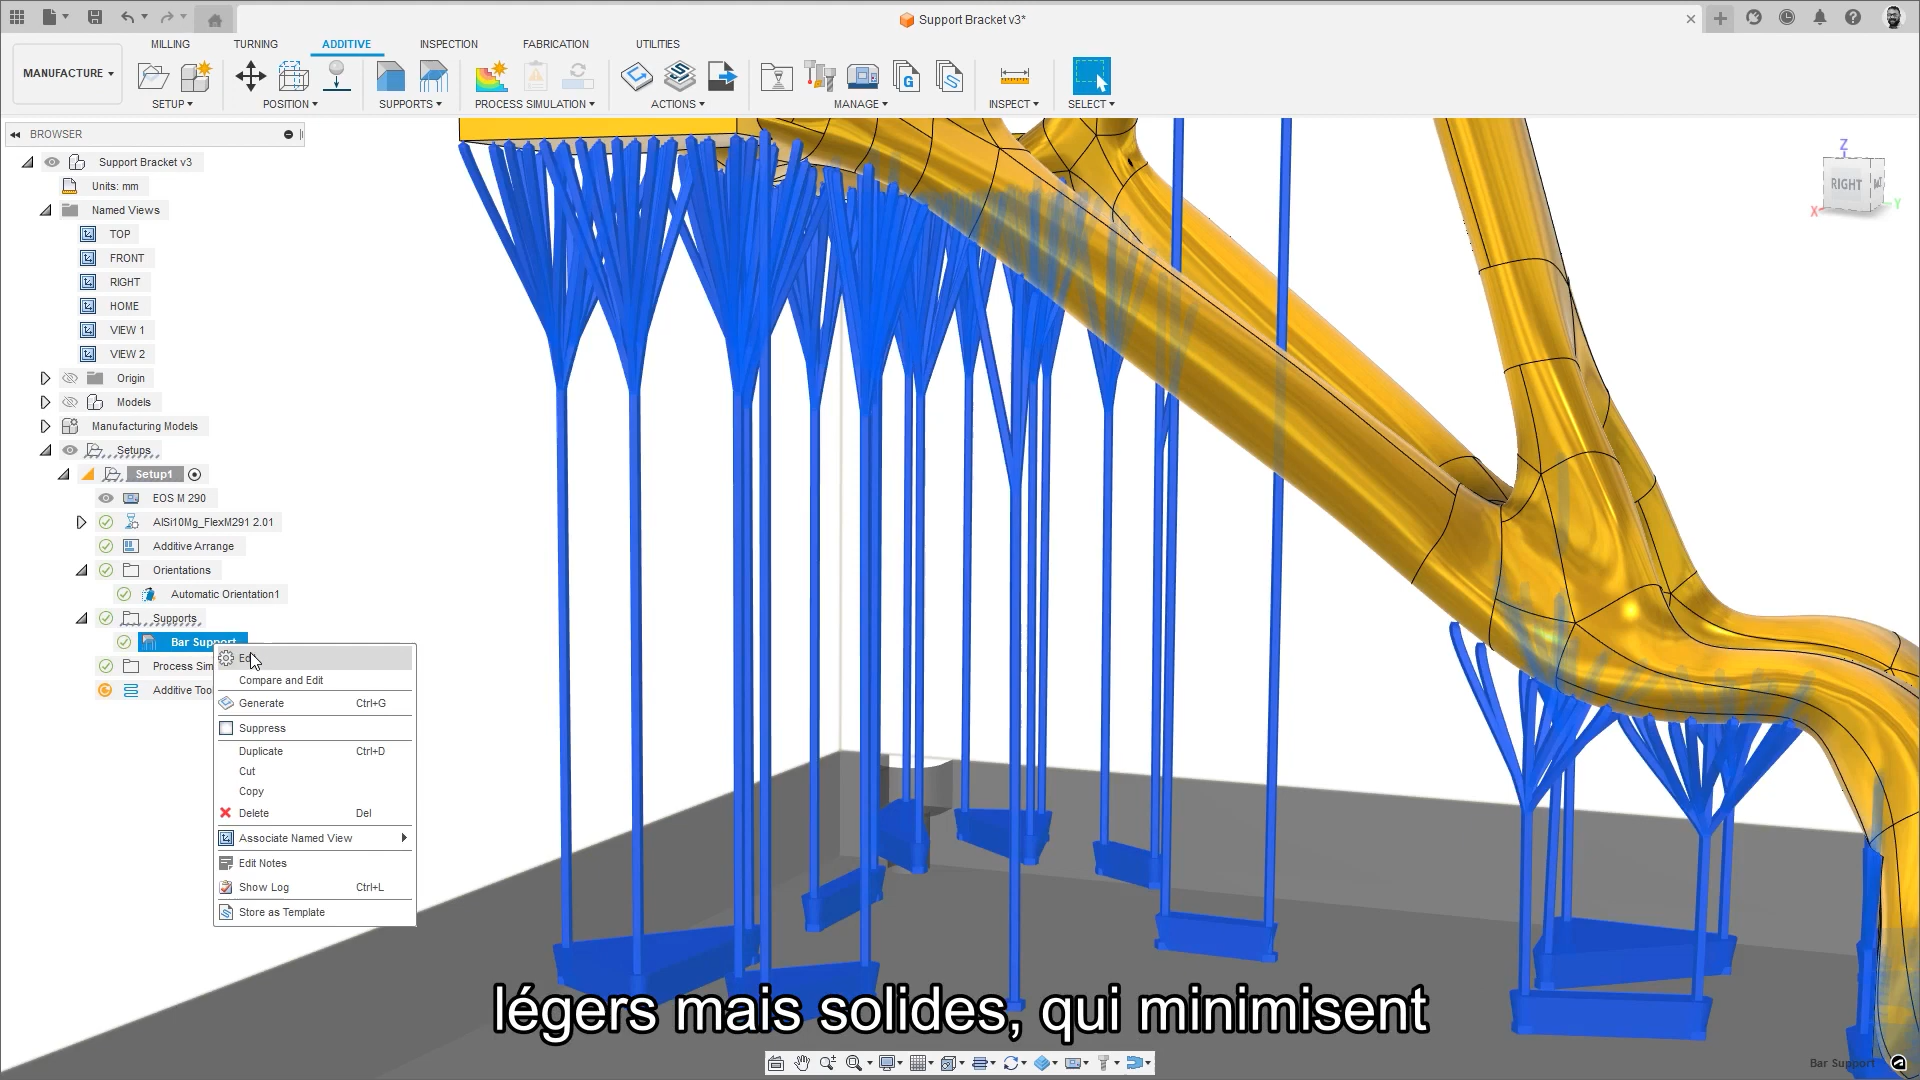 Support Bracket v3*
MILLING TURNING ADDITIVE INSPECTION FABRICATION UTILITIES
MANUFACTURE
SETUP POSITION SUPPORTS PROCESS SIMULATION ACTIONS MANAGE INSPECT SELECT
BROWSER
Support Bracket v3
Units: mm
Named Views
TOP
FRONT
RIGHT
HOME
VIEW 1
VIEW 2
Origin
Models
Manufacturing Models
Setups
Setup1
EOS M 290
AlSi10Mg_FlexM291 2.01
Additive Arrange
Orientations
Automatic Orientation1
Supports
Bar Support
Process Sim
Additive Too
Compare and Edit
Generate Ctrl+G
Suppress
Duplicate Ctrl+D
Cut
Copy
Delete Del
Associate Named View
Edit Notes
Show Log Ctrl+L
Store as Template
Z
RIGHT
X
Y
légers mais solides, qui minimisent
Bar Support